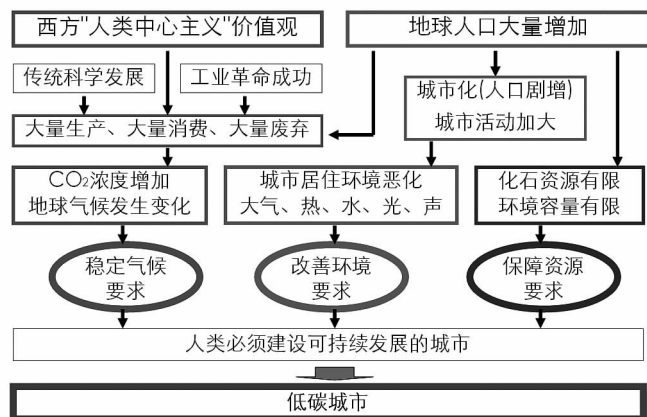 西方"人类中心主义"价值观
地球人口大量增加
传统科学发展
工业革命成功
城市化(人口剧增)
城市活动加大
大量生产、大量消费、大量废弃
CO₂浓度增加
地球气候发生变化
城市居住环境恶化
大气、热、水、光、声
化石资源有限
环境容量有限
稳定气候
要求
改善环境
要求
保障资源
要求
人类必须建设可持续发展的城市
低碳城市